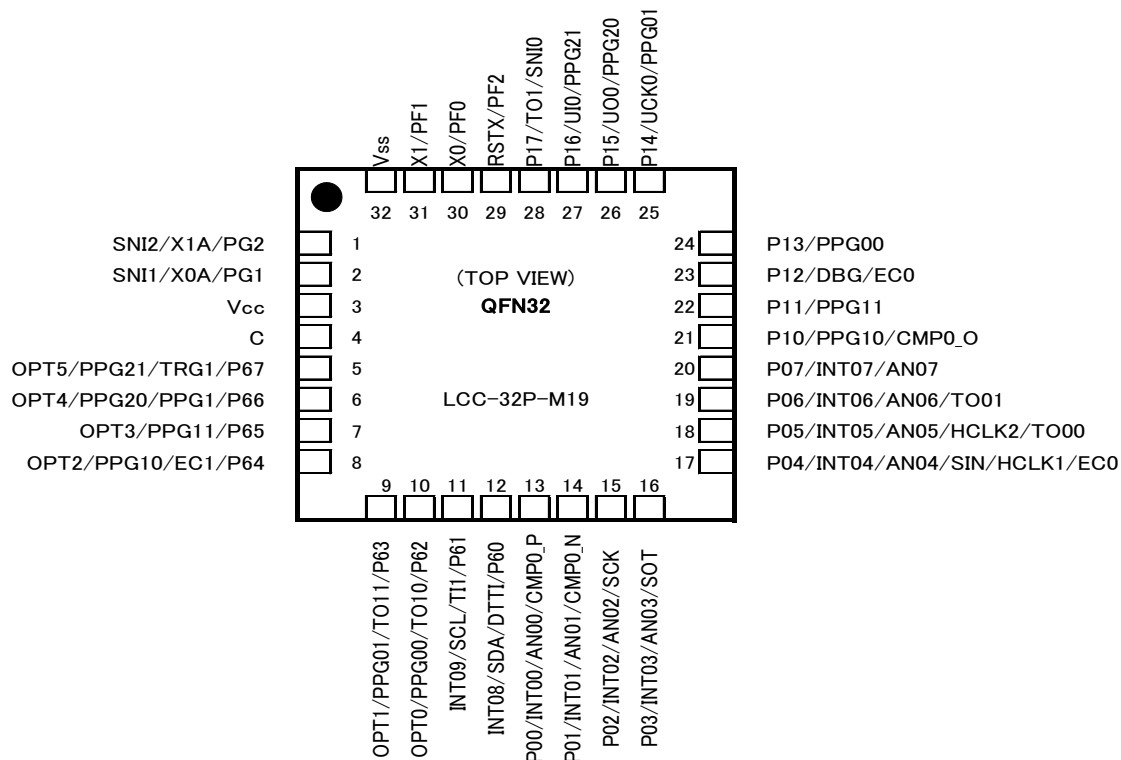 Vss
X1/PF1
X0/PF0
RSTX/PF2
P17/TO1/SNI0
P16/UI0/PPG21
P15/UO0/PPG20
P14/UCK0/PPG01
32 31 30 29 28 27 26 25
SNI2/X1A/PG2 1
SNI1/X0A/PG1 2
Vcc 3
C 4
OPT5/PPG21/TRG1/P67 5
OPT4/PPG20/PPG1/P66 6
OPT3/PPG11/P65 7
OPT2/PPG10/EC1/P64 8
(TOP VIEW)
QFN32
LCC-32P-M19
24 P13/PPG00
23 P12/DBG/EC0
22 P11/PPG11
21 P10/PPG10/CMP0_O
20 P07/INT07/AN07
19 P06/INT06/AN06/TO01
18 P05/INT05/AN05/HCLK2/TO00
17 P04/INT04/AN04/SIN/HCLK1/EC0
9 10 11 12 13 14 15 16
OPT1/PPG01/TO11/P63
OPT0/PPG00/TO10/P62
INT09/SCL/TI1/P61
INT08/SDA/DTTI/P60
P00/INT00/AN00/CMP0_P
P01/INT01/AN01/CMP0_N
P02/INT02/AN02/SCK
P03/INT03/AN03/SOT